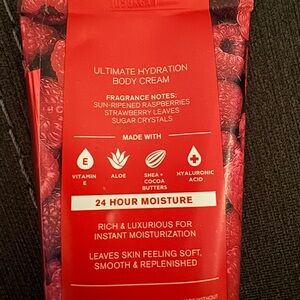 ULTIMATE HYDRATION
BODY CREAM
FRAGRANCE NOTES:
SUN-RIPENED RASPBERRIES
STRAWBERRY LEAVES
SUGAR CRYSTALS
MADE WITH
E
VITAMIN
E
ALOE
SHEA +
COCOA
BUTTERS
HYALURONIC
ACID
24 HOUR MOISTURE
RICH & LUXURIOUS FOR
INSTANT MOISTURIZATION
LEAVES SKIN FEELING SOFT,
SMOOTH & REPLENISHED
WITHOUT